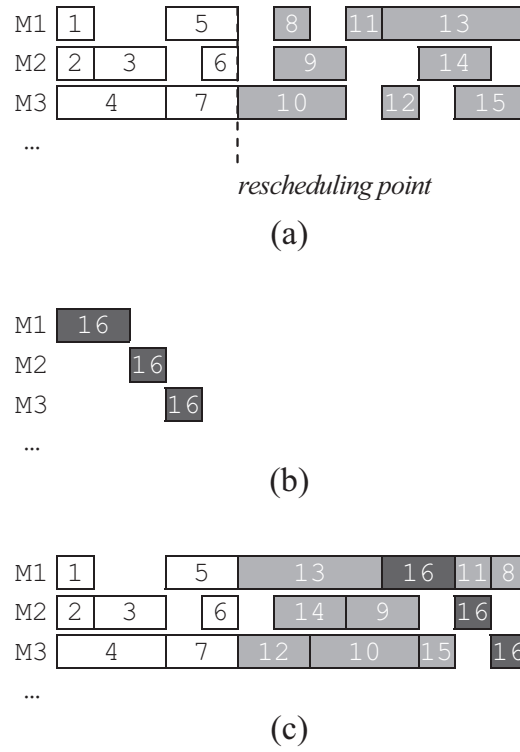 M1 1 5 8 11 13
M2 2 3 6 9 14
M3 4 7 10 12 15
...
rescheduling point
(a)
M1 16
M2 16
M3 16
...
(b)
M1 1 5 13 16 11 8
M2 2 3 6 14 9 16
M3 4 7 12 10 15 16
...
(c)